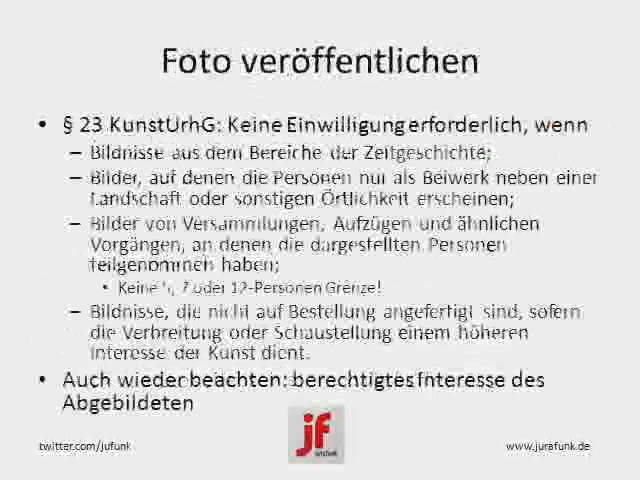 Foto veröffentlichen
• § 23 KunstUrhG: Keine Einwilligung erforderlich, wenn
– Bildnisse aus dem Bereiche der Zeitgeschichte;
– Bilder, auf denen die Personen nur als Beiwerk neben einer
Landschaft oder sonstigen Örtlichkeit erscheinen;
– Bilder von Versammlungen, Aufzügen und ähnlichen
Vorgängen, an denen die dargestellten Personen
teilgenommen haben;
• Keine 7 oder 12-Personen Grenze!
– Bildnisse, die nicht auf Bestellung angefertigt sind, sofern
die Verbreitung oder Schaustellung einem höheren
Interesse der Kunst dient.
• Auch wieder beachten: berechtigtes Interesse des
Abgebildeten
jf
jurafunk
twitter.com/jufunk
www.jurafunk.de